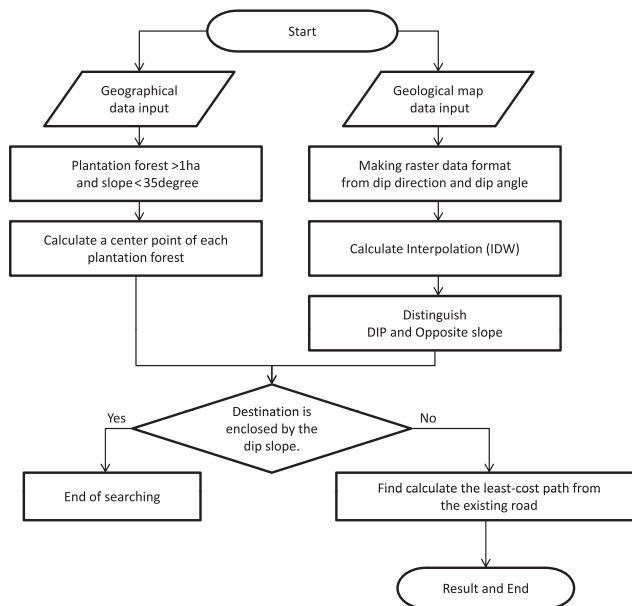 Start
Geographical
data input
Geological map
data input
Plantation forest >1ha
and slope<35degree
Making raster data format
from dip direction and dip angle
Calculate a center point of each
plantation forest
Calculate Interpolation (IDW)
Distinguish
DIP and Opposite slope
Destination is
enclosed by the
dip slope.
Yes
No
End of searching
Find calculate the least-cost path from
the existing road
Result and End